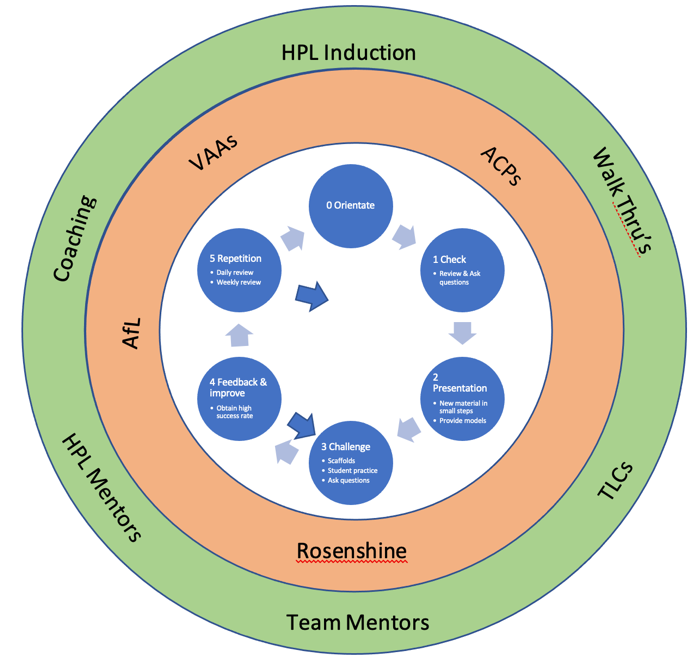 HPL Induction
Coaching
Walk Thru's
VAAs
ACPs
AfL
HPL Mentors
TLCs
Rosenshine
Team Mentors
0 Orientate
1 Check
• Review & Ask
questions
2
Presentation
• New material in
small steps
• Provide models
3 Challenge
• Scaffolds
• Student practice
• Ask questions
4 Feedback &
improve
• Obtain high
success rate
5 Repetition
• Daily review
• Weekly review